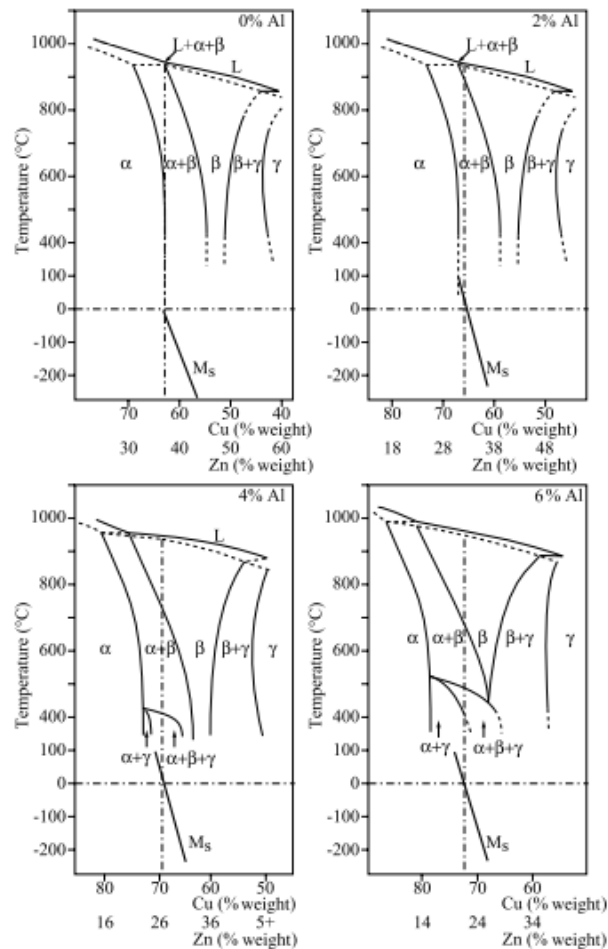 0% Al
L+α+β
L
α
α+β
β
β+γ
γ
Ms
Temperature (°C)
1000
800
600
400
100
0
-100
-200
70 60 50 40
Cu (% weight)
30 40 50 60
Zn (% weight)
2% Al
L+α+β
L
α
α+β
β
β+γ
γ
Ms
Temperature (°C)
1000
800
600
400
100
0
-100
-200
80 70 60 50
Cu (% weight)
18 28 38 48
Zn (% weight)
4% Al
L
α
α+β
β
β+γ
γ
α+γ
α+β+γ
Ms
Temperature (°C)
1000
800
600
400
100
0
-100
-200
80 70 60 50
Cu (% weight)
16 26 36 5+
Zn (% weight)
6% Al
α
α+β
β
β+γ
γ
α+γ
α+β+γ
Ms
Temperature (°C)
1000
800
600
400
100
0
-100
-200
80 70 60
Cu (% weight)
14 24 34
Zn (% weight)